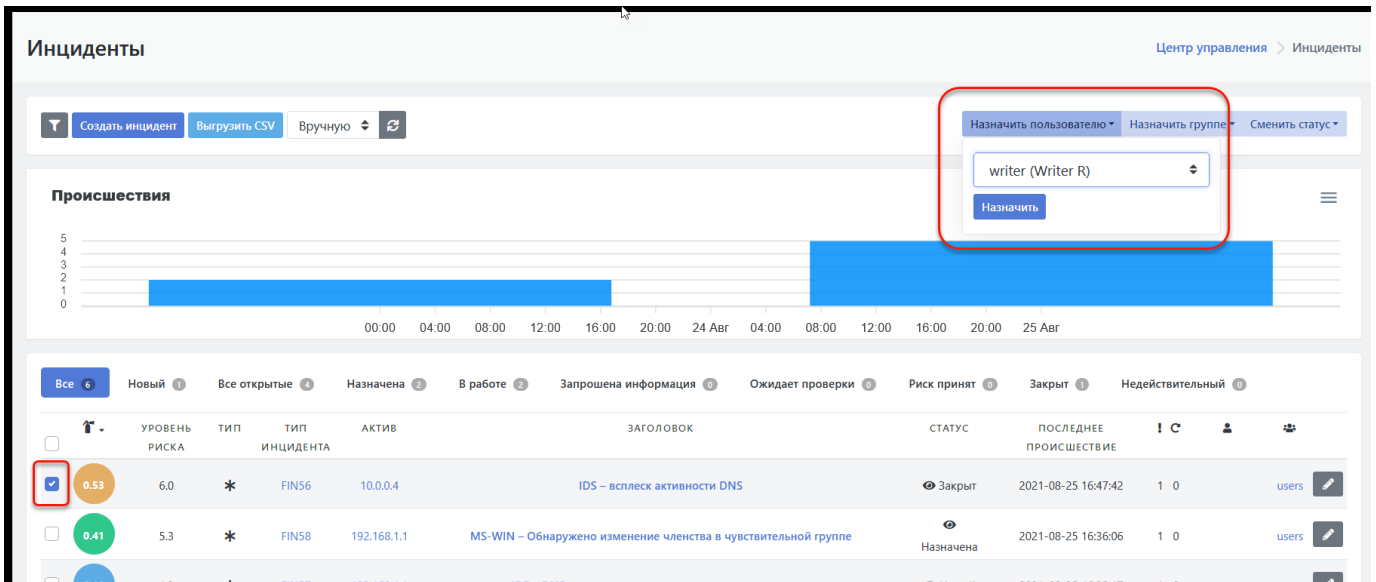 Инциденты
Центр управления > Инциденты
Создать инцидент Выгрузить CSV Вручную
Назначить пользователю Назначить группе Сменить статус
writer (Writer R)
Назначить
Происшествия
5
4
3
2
1
0
00:00 04:00 08:00 12:00 16:00 20:00 24 Авг 04:00 08:00 12:00 16:00 20:00 25 Авг
Все 6 Новый 1 Все открытые 4 Назначена 2 В работе 2 Запрошена информация 0 Ожидает проверки 0 Риск принят 0 Закрыт 1 Недействительный 0
УРОВЕНЬ РИСКА ТИП ТИП ИНЦИДЕНТА АКТИВ ЗАГОЛОВОК СТАТУС ПОСЛЕДНЕЕ ПРОИСШЕСТВИЕ !
0.53 6.0 * FIN56 10.0.0.4 IDS – всплеск активности DNS Закрыт 2021-08-25 16:47:42 1 0 users
0.41 5.3 * FIN58 192.168.1.1 MS-WIN – Обнаружено изменение членства в чувствительной группе Назначена 2021-08-25 16:36:06 1 0 users